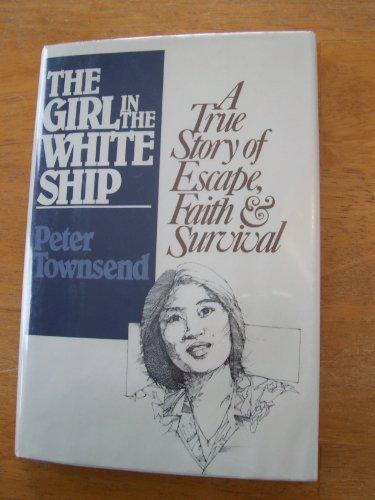 THE
GIRL IN THE
WHITE
SHIP
Peter
Townsend
A
True
Story of
Escape,
Faith &
Survival